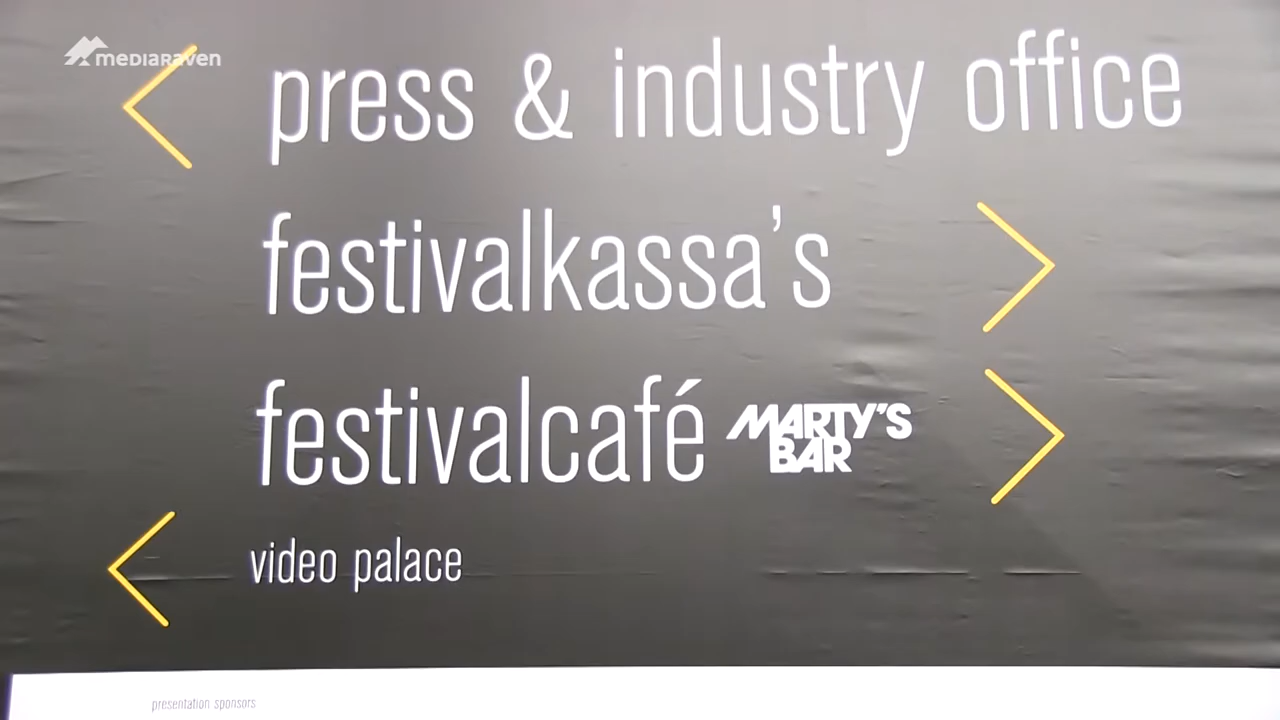 mediaRaven
press & industry office
festivalkassa's
festivalcafé MARTY'S
BAR
video palace
presentation sponsors